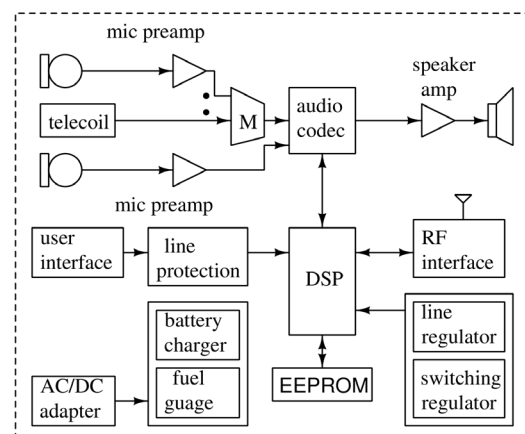 mic preamp
speaker
amp
telecoil
M
audio
codec
mic preamp
user
interface
line
protection
DSP
RF
interface
battery
charger
line
regulator
AC/DC
adapter
fuel
guage
EEPROM
switching
regulator